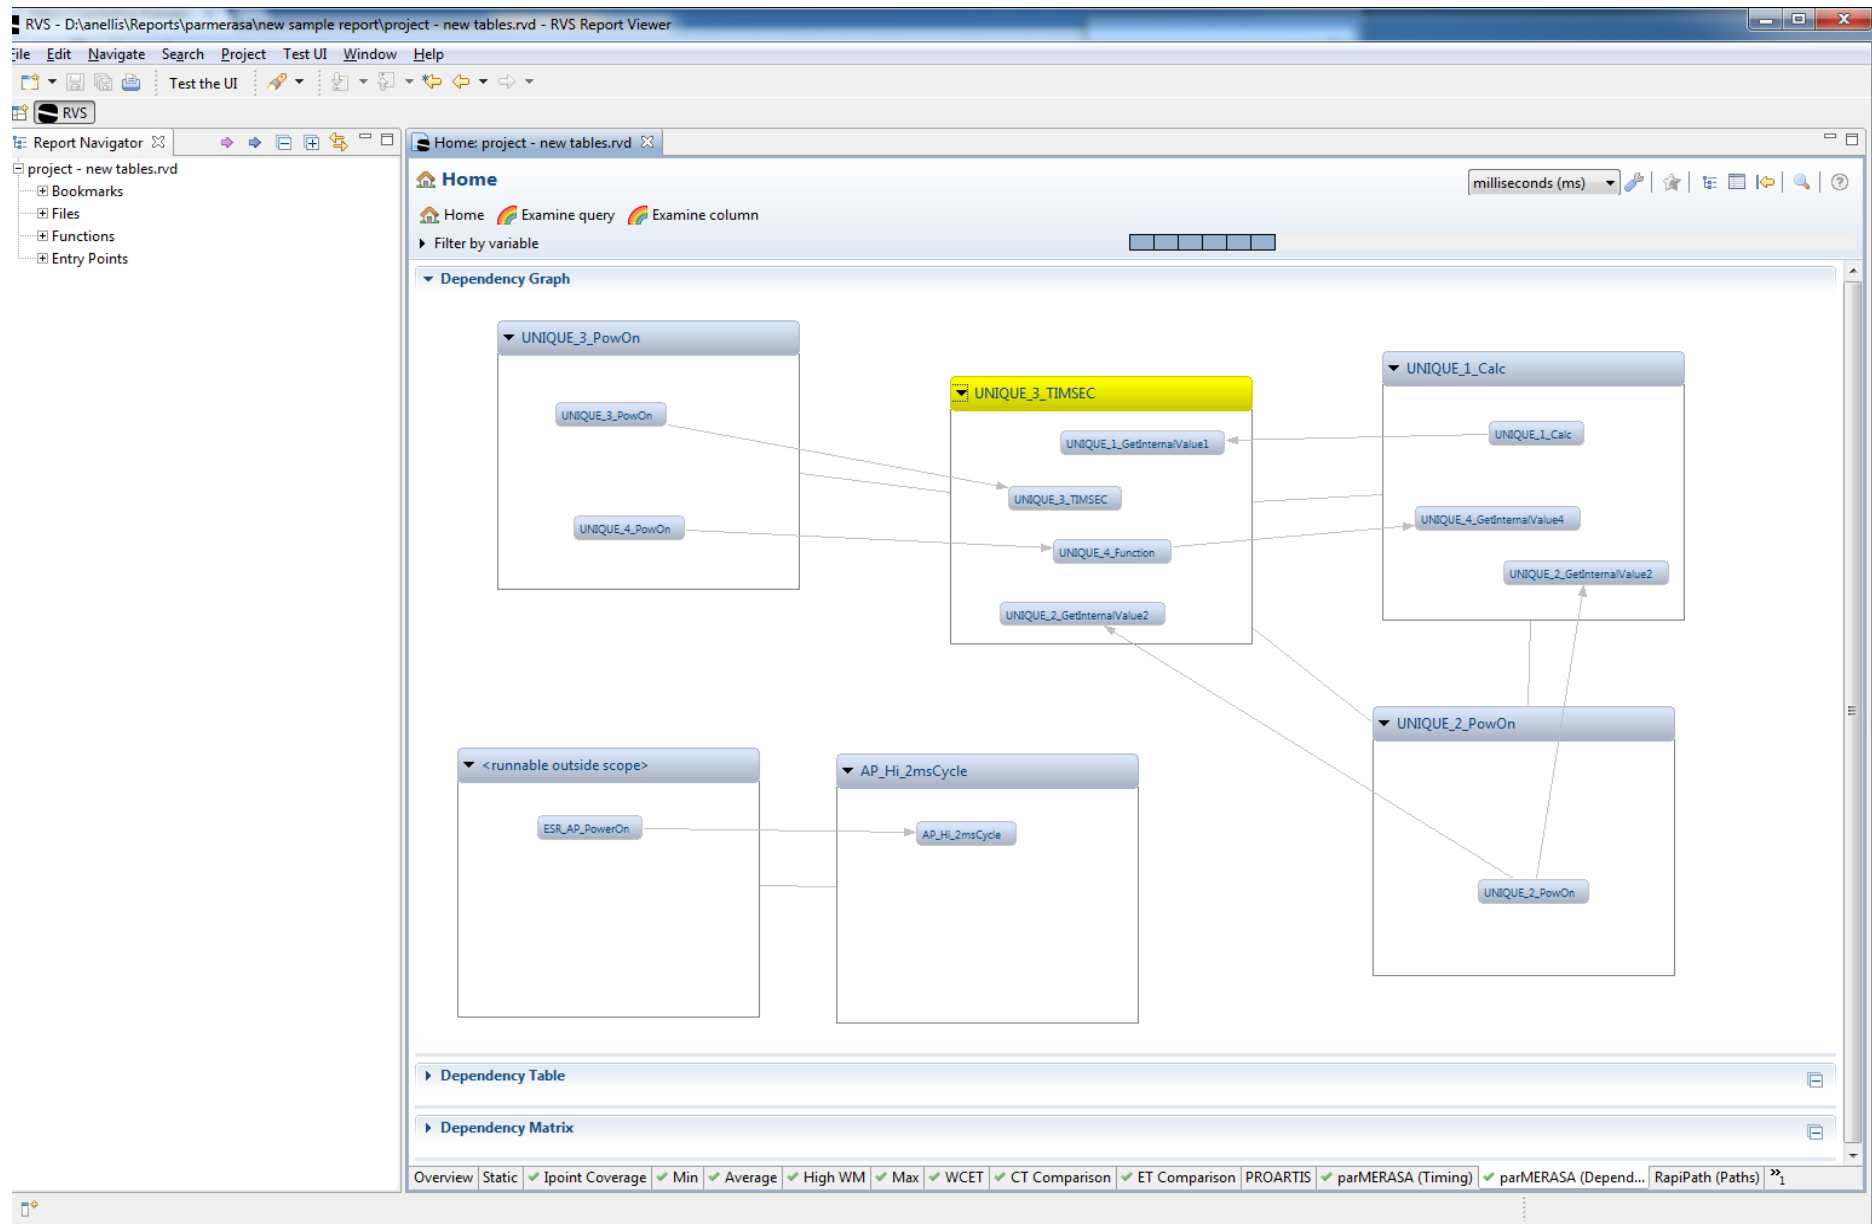 RVS - D:\anellis\Reports\parmerasa\new sample report\project - new tables.rvd - RVS Report Viewer
File Edit Navigate Search Project Test UI Window Help
Test the UI
RVS
Report Navigator
project - new tables.rvd
Bookmarks
Files
Functions
Entry Points
Home: project - new tables.rvd
Home
milliseconds (ms)
Home Examine query Examine column
Filter by variable
Dependency Graph
UNIQUE_3_PowOn
UNIQUE_3_PowOn
UNIQUE_4_PowOn
UNIQUE_3_TIMSEC
UNIQUE_1_GetInternalValue1
UNIQUE_3_TIMSEC
UNIQUE_4_Function
UNIQUE_2_GetInternalValue2
UNIQUE_1_Calc
UNIQUE_1_Calc
UNIQUE_4_GetInternalValue4
UNIQUE_2_GetInternalValue2
<runnable outside scope>
ESR_AP_PowerOn
AP_Hi_2msCycle
AP_Hi_2msCycle
UNIQUE_2_PowOn
UNIQUE_2_PowOn
Dependency Table
Dependency Matrix
Overview Static Ipoint Coverage Min Average High WM Max WCET CT Comparison ET Comparison PROARTIS parMERASA (Timing) parMERASA (Depend... RapiPath (Paths) »1